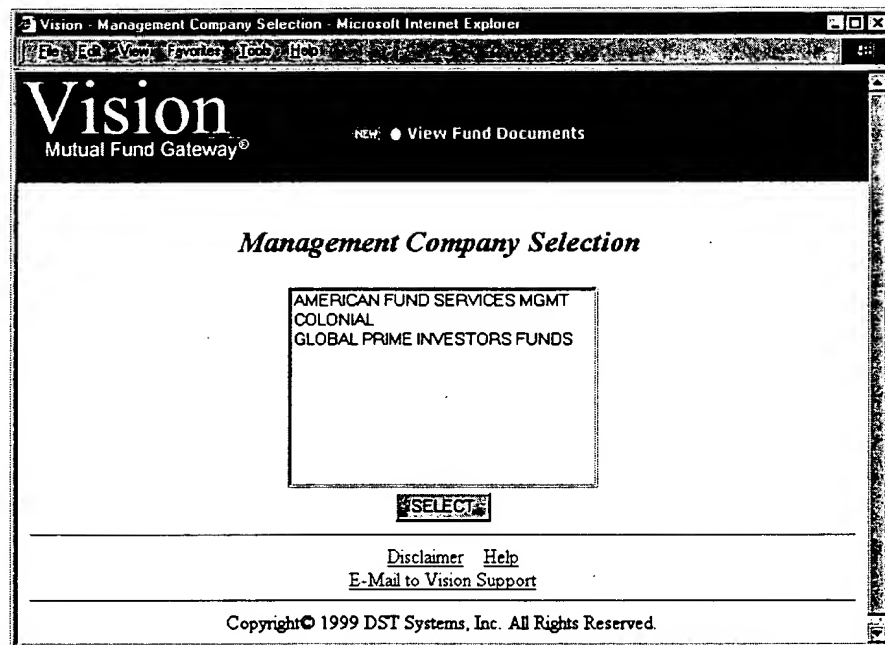 Vision - Management Company Selection - Microsoft Internet Explorer
File Edit View Favorites Tools Help
Vision
Mutual Fund Gateway®
NEW! ● View Fund Documents
Management Company Selection
AMERICAN FUND SERVICES MGMT
COLONIAL
GLOBAL PRIME INVESTORS FUNDS
SELECT
Disclaimer Help
E-Mail to Vision Support
Copyright© 1999 DST Systems, Inc. All Rights Reserved.